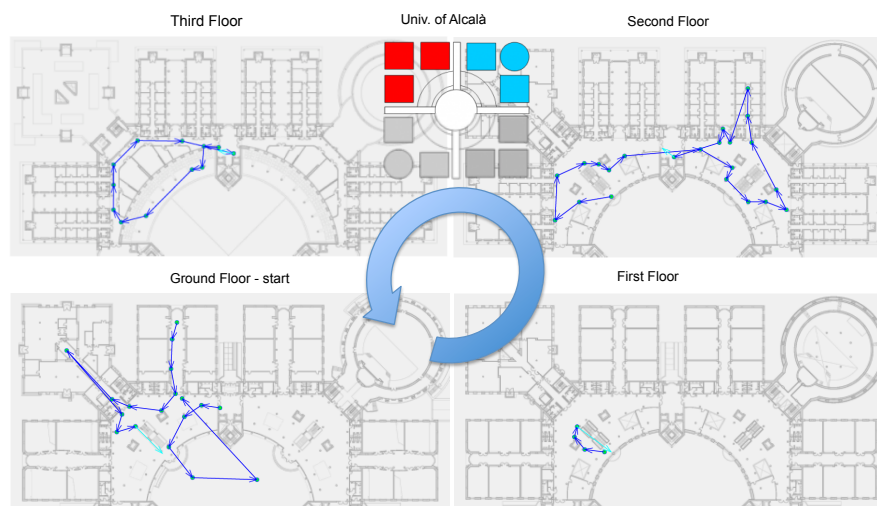 Third Floor
Univ. of Alcalà
Second Floor
Ground Floor - start
First Floor